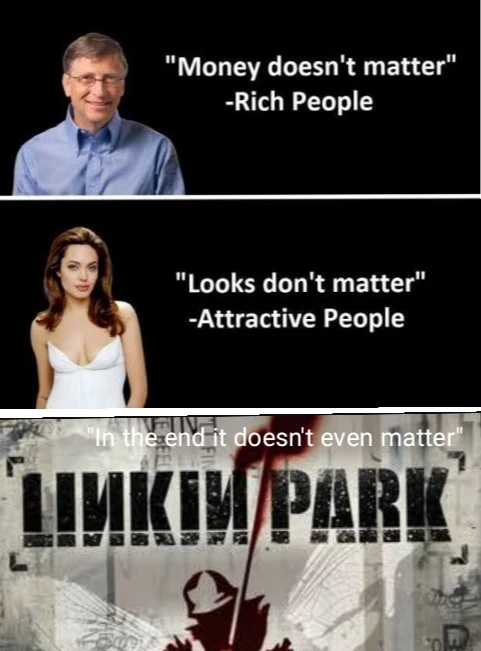 "Money doesn't matter"
-Rich People
"Looks don't matter"
-Attractive People
"In the end it doesn't even matter"
LINKIN PARK